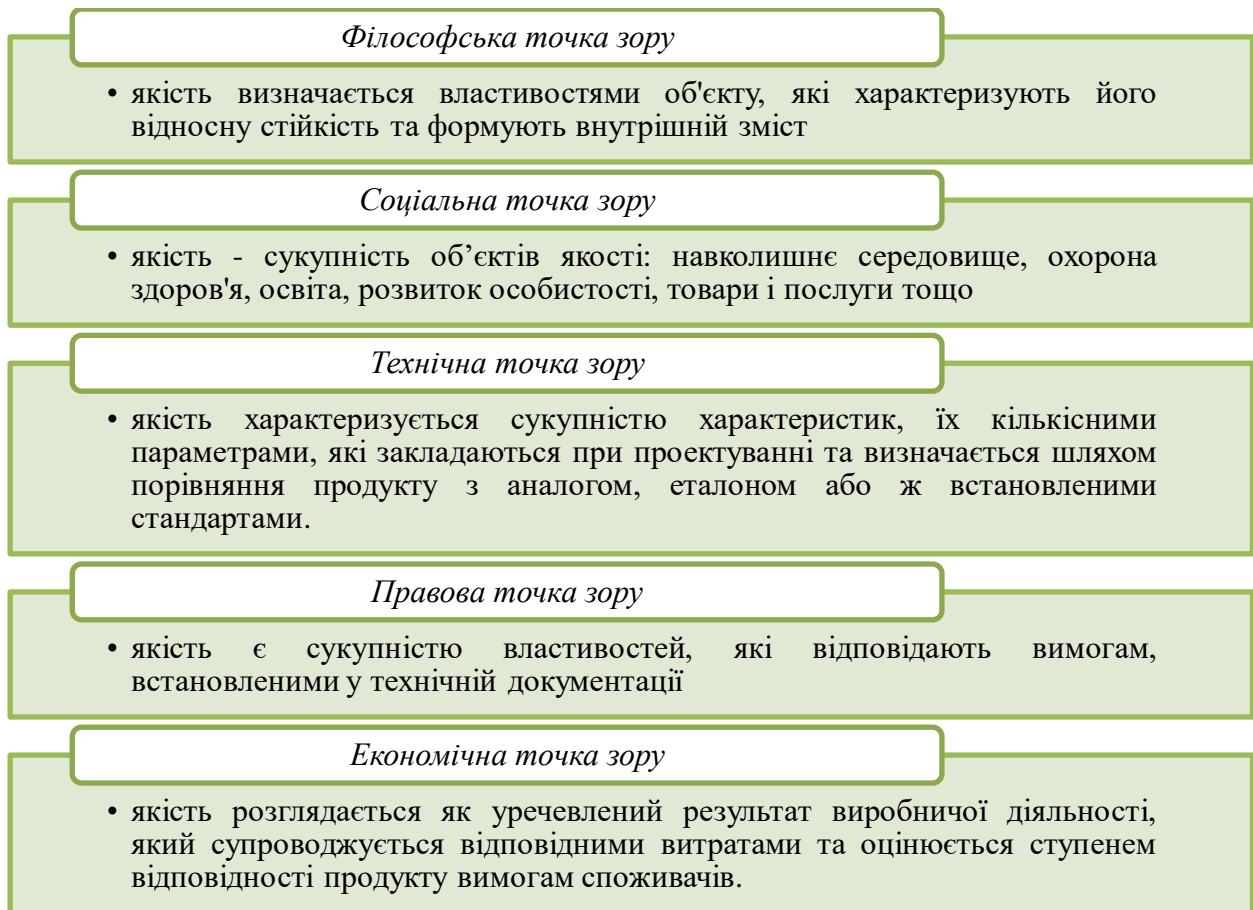 Філософська точка зору
• якість визначається властивостями об'єкту, які характеризують його
відносну стійкість та формують внутрішній зміст
Соціальна точка зору
• якість - сукупність об’єктів якості: навколишнє середовище, охорона
здоров'я, освіта, розвиток особистості, товари і послуги тощо
Технічна точка зору
• якість характеризується сукупністю характеристик, їх кількісними
параметрами, які закладаються при проектуванні та визначається шляхом
порівняння продукту з аналогом, еталоном або ж встановленими
стандартами.
Правова точка зору
• якість є сукупністю властивостей, які відповідають вимогам,
встановленими у технічній документації
Економічна точка зору
• якість розглядається як уречевлений результат виробничої діяльності,
який супроводжується відповідними витратами та оцінюється ступенем
відповідності продукту вимогам споживачів.